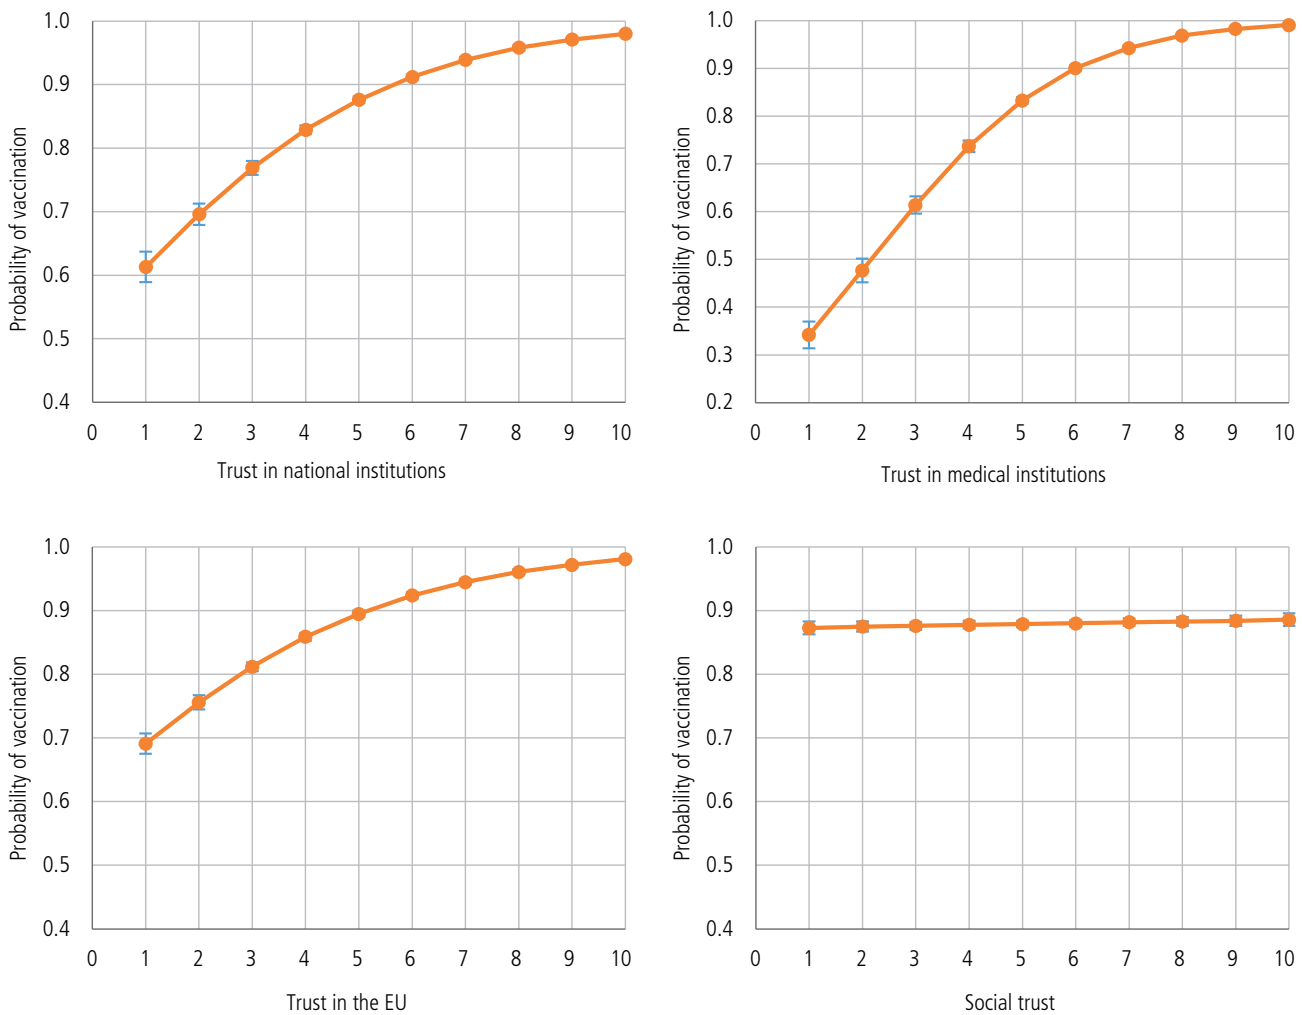 1.0
0.9
0.8
0.7
0.6
0.5
0.4
Probability of vaccination
0 1 2 3 4 5 6 7 8 9 10
Trust in national institutions
1.0
0.9
0.8
0.7
0.6
0.5
0.4
0.3
0.2
Probability of vaccination
0 1 2 3 4 5 6 7 8 9 10
Trust in medical institutions
1.0
0.9
0.8
0.7
0.6
0.5
0.4
Probability of vaccination
0 1 2 3 4 5 6 7 8 9 10
Trust in the EU
1.0
0.9
0.8
0.7
0.6
0.5
0.4
Probability of vaccination
0 1 2 3 4 5 6 7 8 9 10
Social trust